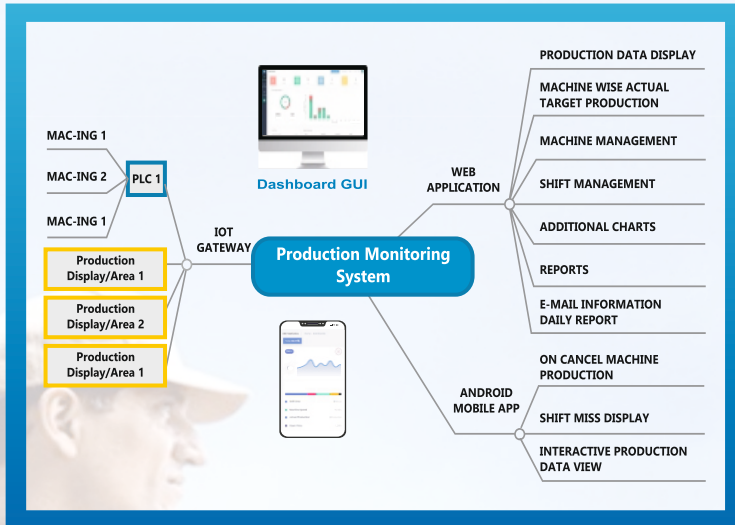 MAC-ING 1
MAC-ING 2
MAC-ING 1
PLC 1
Production
Display/Area 1
Production
Display/Area 2
Production
Display/Area 1
IOT
GATEWAY
Dashboard GUI
Production Monitoring
System
WEB
APPLICATION
PRODUCTION DATA DISPLAY
MACHINE WISE ACTUAL
TARGET PRODUCTION
MACHINE MANAGEMENT
SHIFT MANAGEMENT
ADDITIONAL CHARTS
REPORTS
E-MAIL INFORMATION
DAILY REPORT
ANDROID
MOBILE APP
ON CANCEL MACHINE
PRODUCTION
SHIFT MISS DISPLAY
INTERACTIVE PRODUCTION
DATA VIEW